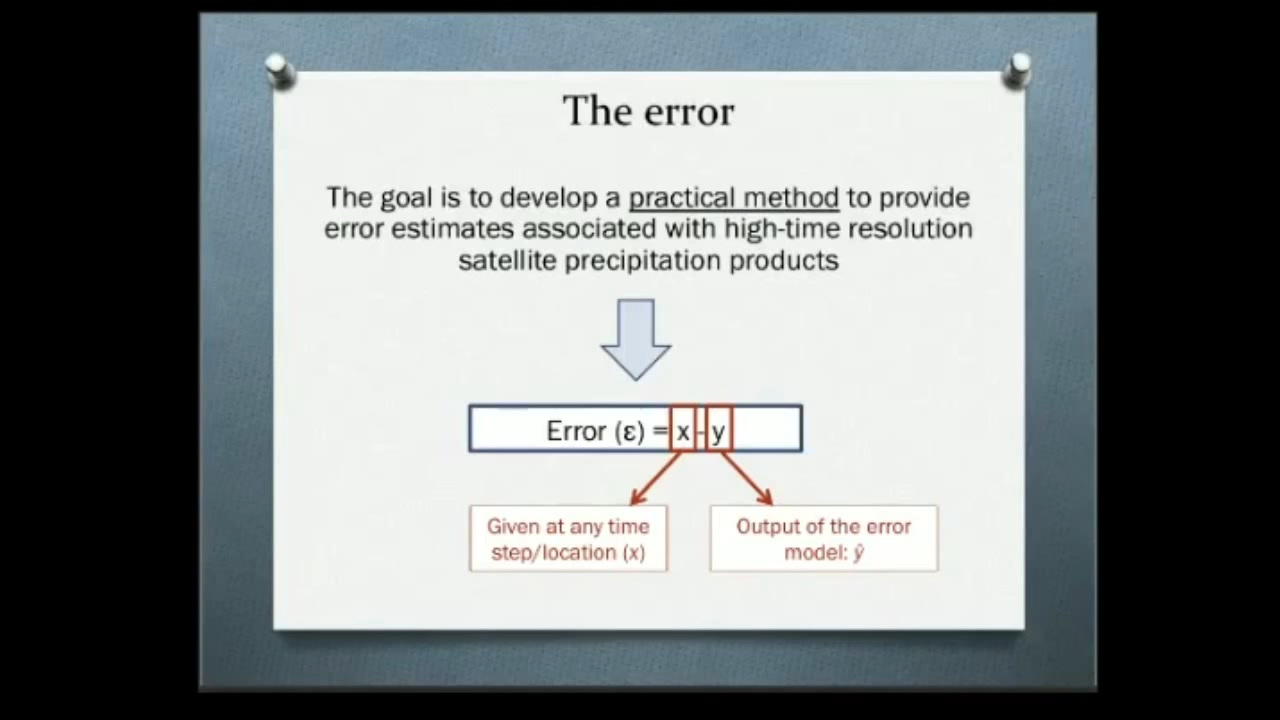 The error
The goal is to develop a practical method to provide
error estimates associated with high-time resolution
satellite precipitation products
Error (ε) = x - y
Given at any time
step/location (x)
Output of the error
model: ŷ